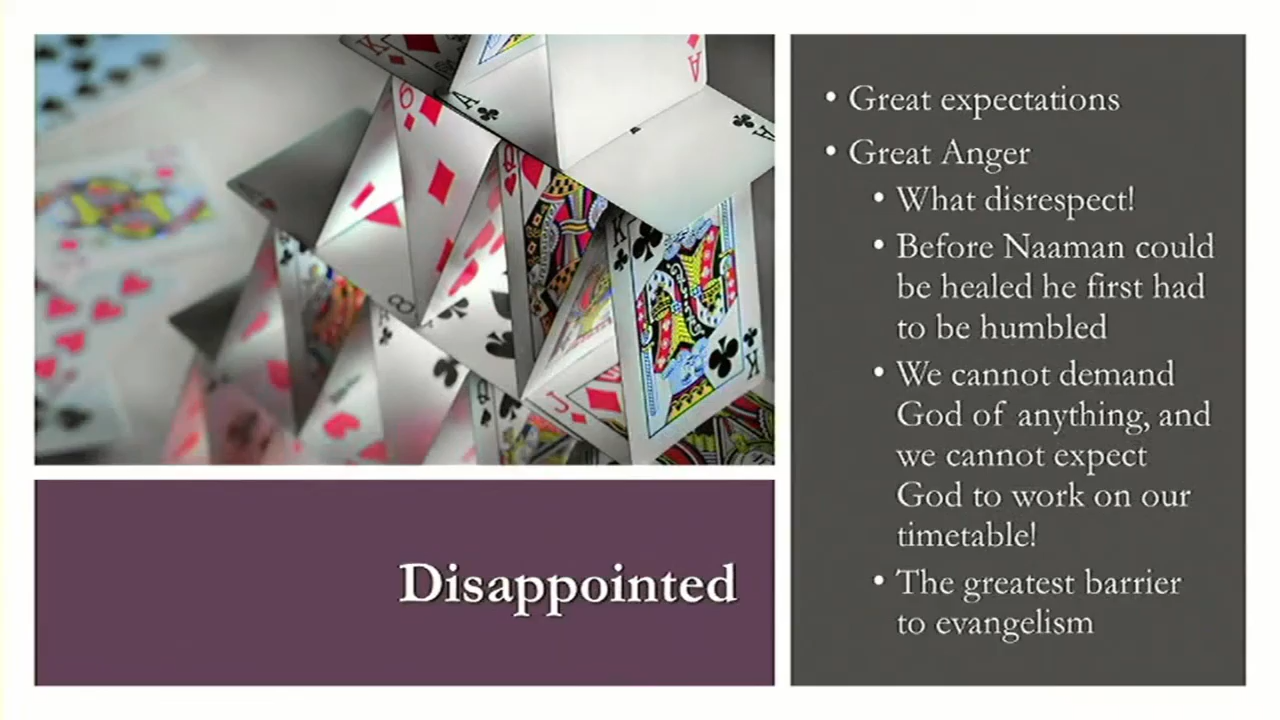 Disappointed
• Great expectations
• Great Anger
• What disrespect!
• Before Naaman could
be healed he first had
to be humbled
• We cannot demand
God of anything, and
we cannot expect
God to work on our
timetable!
• The greatest barrier
to evangelism